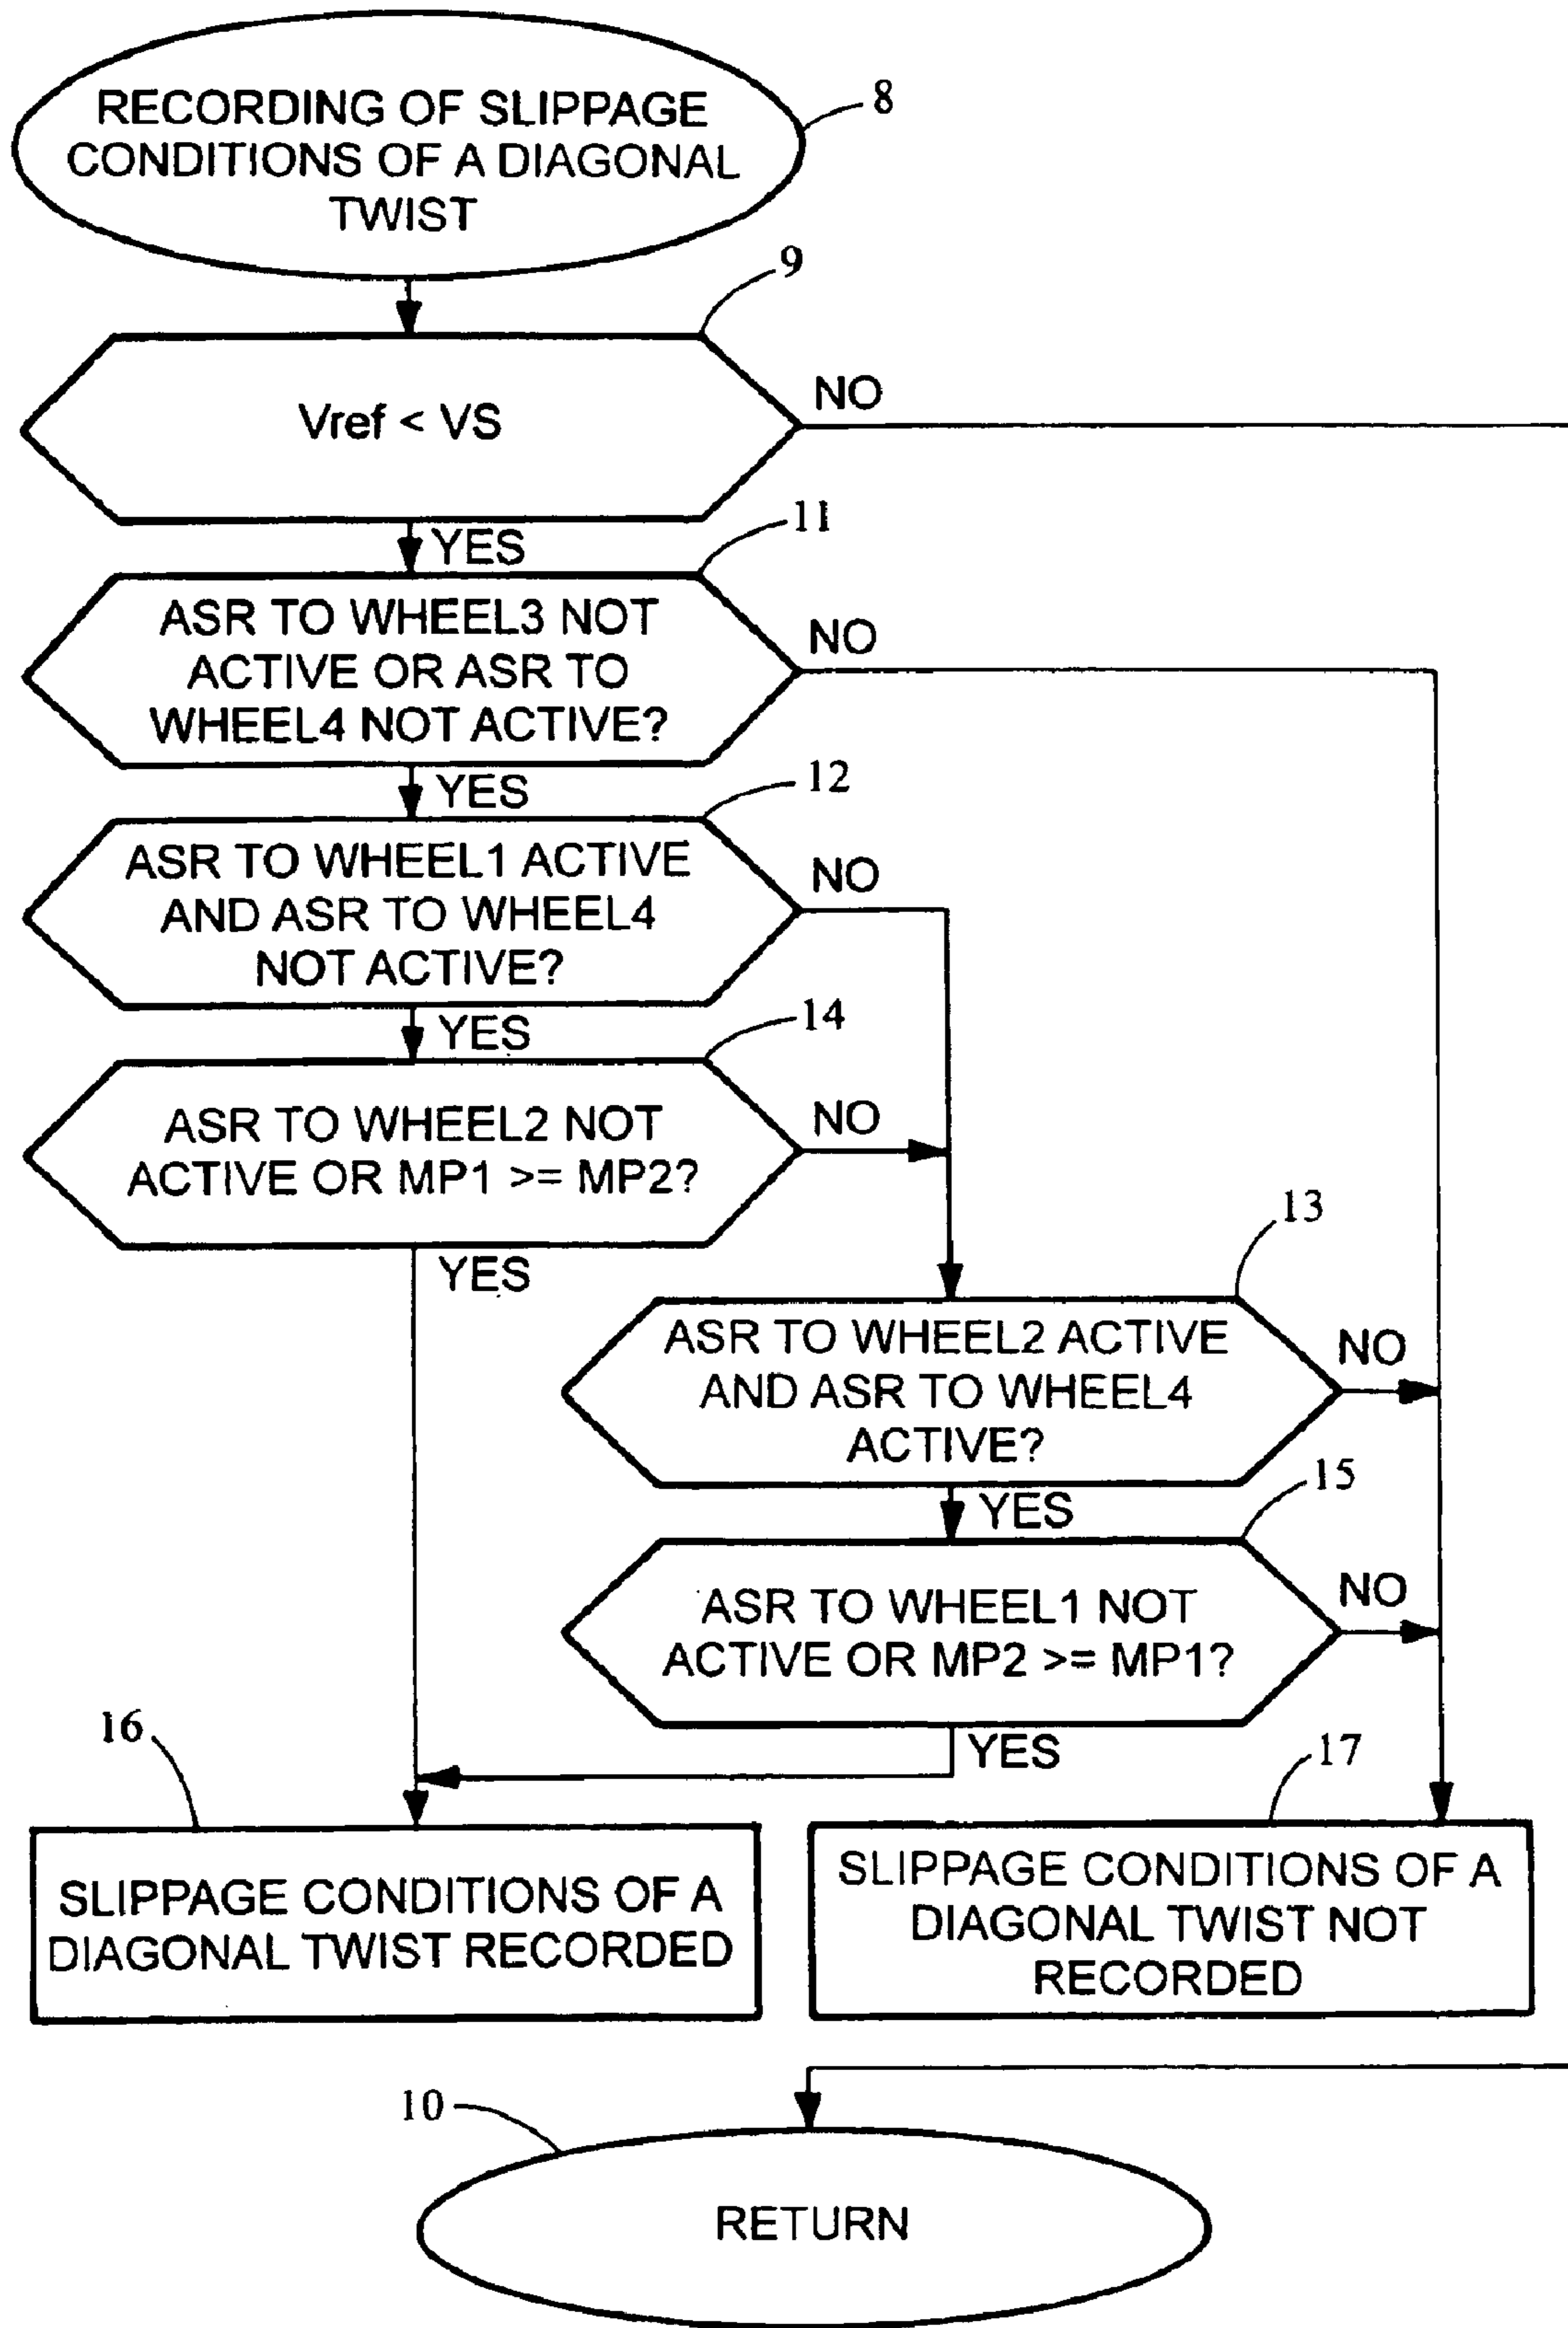 RECORDING OF SLIPPAGE
CONDITIONS OF A DIAGONAL
TWIST
8
9
Vref < VS
NO
YES
11
ASR TO WHEEL3 NOT
ACTIVE OR ASR TO
WHEEL4 NOT ACTIVE?
NO
YES
12
ASR TO WHEEL1 ACTIVE
AND ASR TO WHEEL4
NOT ACTIVE?
NO
YES
14
ASR TO WHEEL2 NOT
ACTIVE OR MP1 >= MP2?
NO
YES
13
ASR TO WHEEL2 ACTIVE
AND ASR TO WHEEL4
ACTIVE?
NO
YES
15
ASR TO WHEEL1 NOT
ACTIVE OR MP2 >= MP1?
NO
YES
16
SLIPPAGE CONDITIONS OF A
DIAGONAL TWIST RECORDED
17
SLIPPAGE CONDITIONS OF A
DIAGONAL TWIST NOT
RECORDED
10
RETURN